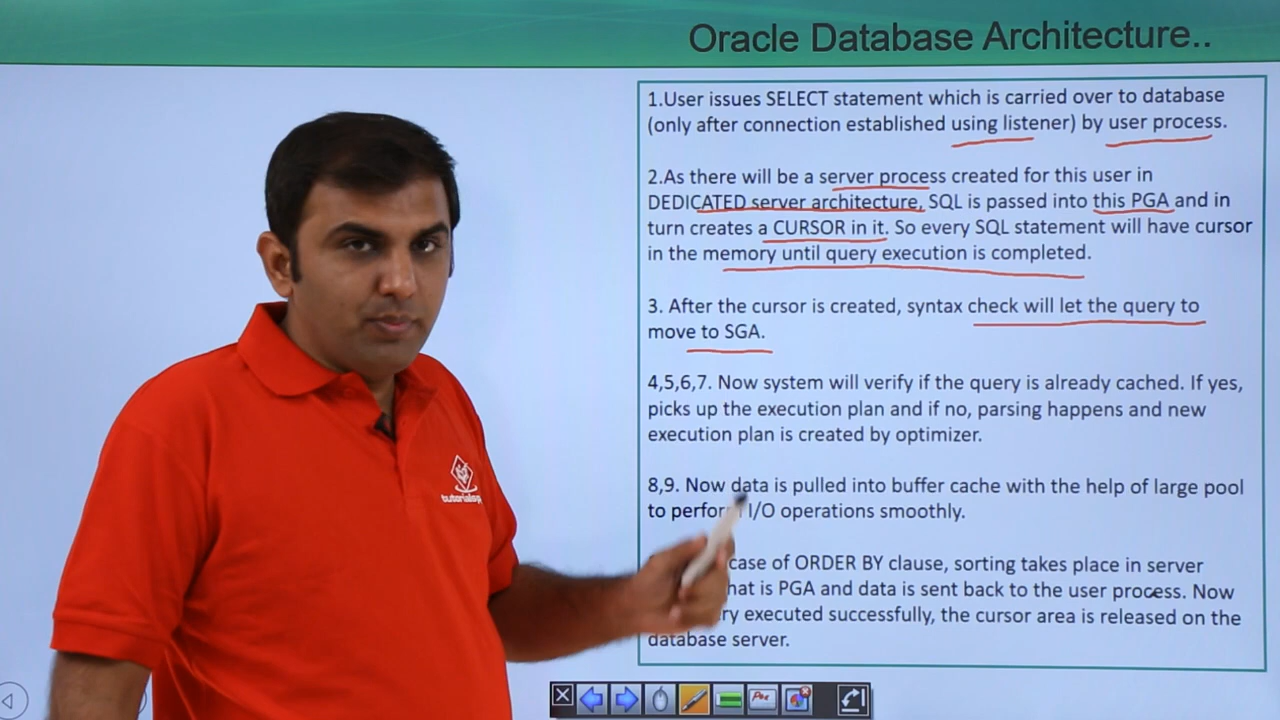 Oracle Database Architecture..
1.User issues SELECT statement which is carried over to database
(only after connection established using listener) by user process.
2.As there will be a server process created for this user in
DEDICATED server architecture, SQL is passed into this PGA and in
turn creates a CURSOR in it. So every SQL statement will have cursor
in the memory until query execution is completed.
3. After the cursor is created, syntax check will let the query to
move to SGA.
4,5,6,7. Now system will verify if the query is already cached. If yes,
picks up the execution plan and if no, parsing happens and new
execution plan is created by optimizer.
8,9. Now data is pulled into buffer cache with the help of large pool
to perform I/O operations smoothly.
case of ORDER BY clause, sorting takes place in server
is PGA and data is sent back to the user process. Now
executed successfully, the cursor area is released on the
database server.